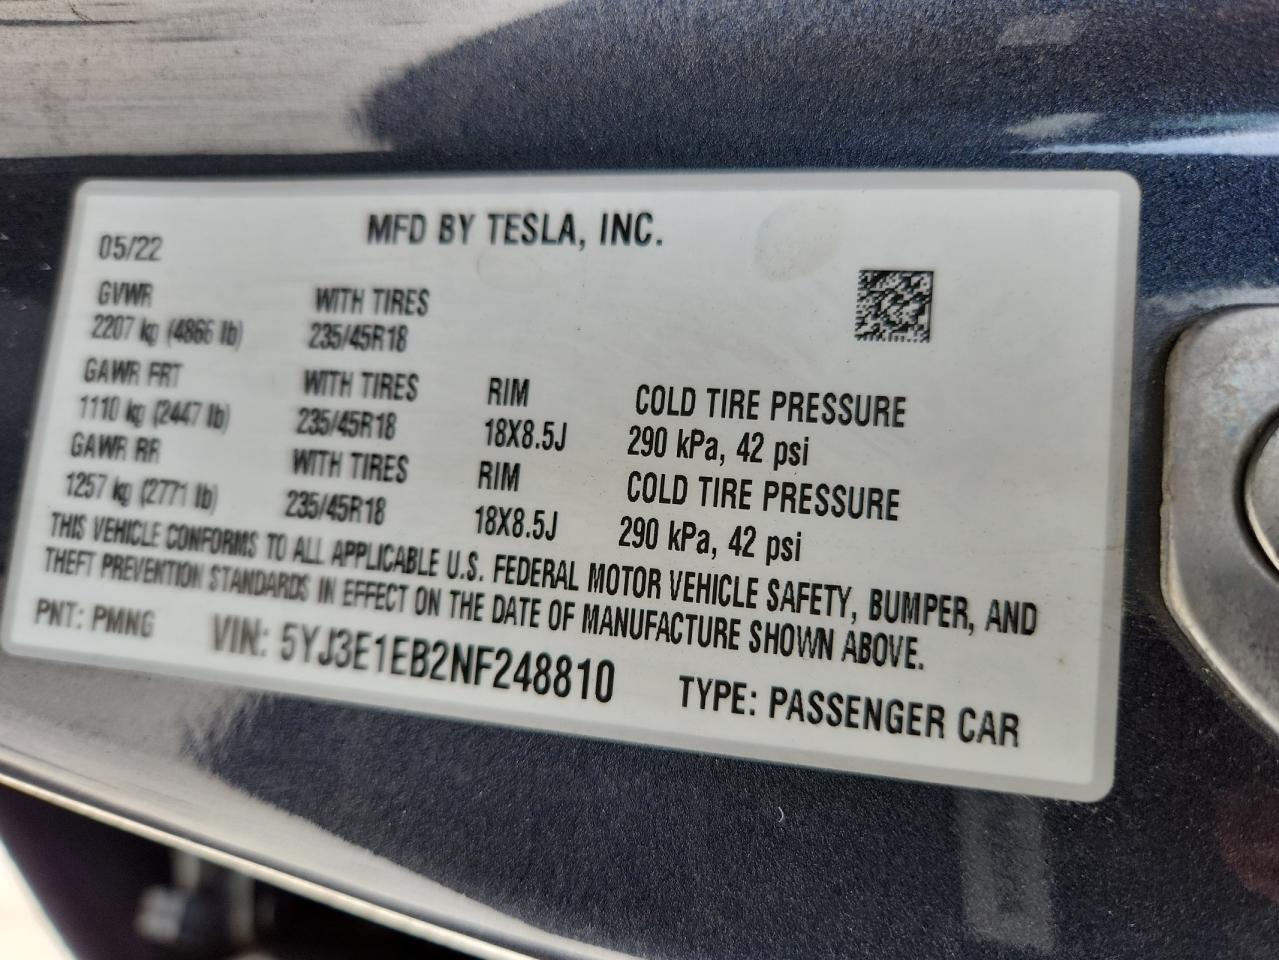 MFD BY TESLA, INC.
05/22
GVWR WITH TIRES
2207 kg (4866 lb) 235/45R18
GAWR FRT WITH TIRES RIM COLD TIRE PRESSURE
1110 kg (2447 lb) 235/45R18 18X8.5J 290 kPa, 42 psi
GAWR RR WITH TIRES RIM COLD TIRE PRESSURE
1257 kg (2771 lb) 235/45R18 18X8.5J 290 kPa, 42 psi
THIS VEHICLE CONFORMS TO ALL APPLICABLE U.S. FEDERAL MOTOR VEHICLE SAFETY, BUMPER, AND
THEFT PREVENTION STANDARDS IN EFFECT ON THE DATE OF MANUFACTURE SHOWN ABOVE.
PNT: PMNG VIN: 5YJ3E1EB2NF248810 TYPE: PASSENGER CAR